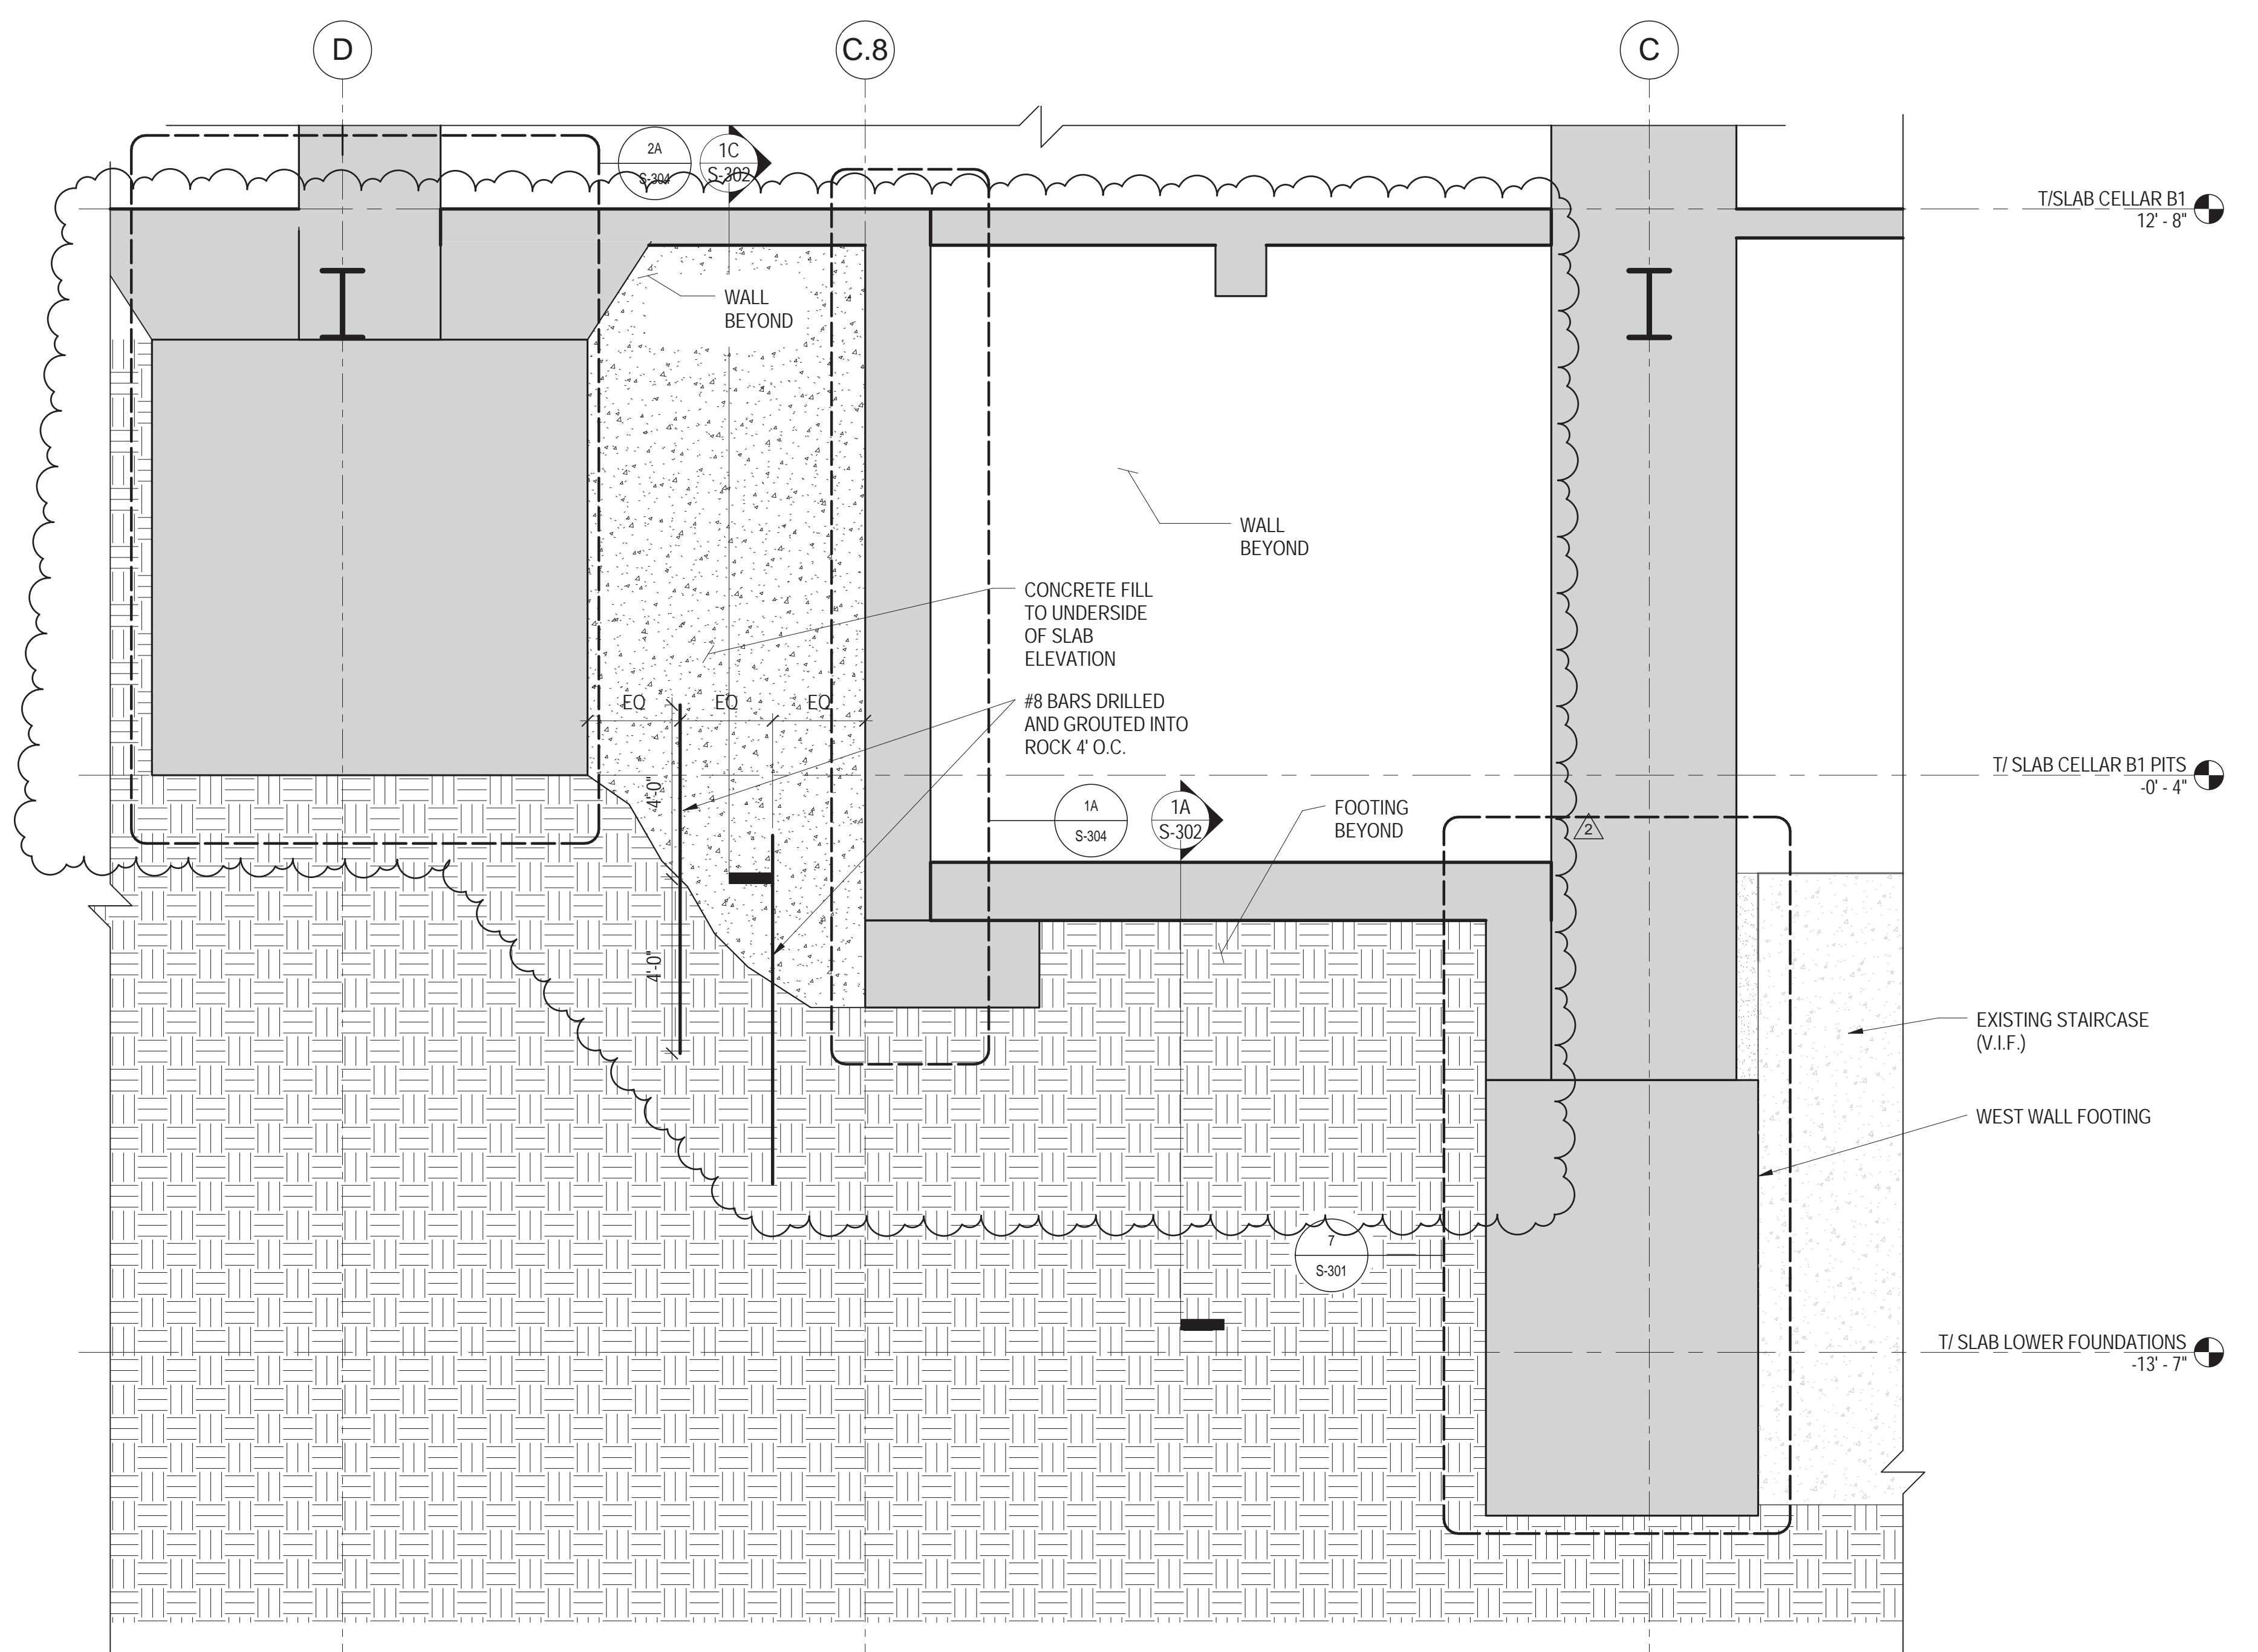 D
C.8
C
2A
S-304
1C
S-302
T/SLAB CELLAR B1
12' - 8"
WALL
BEYOND
WALL
BEYOND
CONCRETE FILL
TO UNDERSIDE
OF SLAB
ELEVATION
EQ
EQ
EQ
#8 BARS DRILLED
AND GROUTED INTO
ROCK 4' O.C.
T/ SLAB CELLAR B1 PITS
-0' - 4"
4'-0"
1A
S-304
1A
S-302
FOOTING
BEYOND
2
4'-0"
EXISTING STAIRCASE
(V.I.F.)
WEST WALL FOOTING
7
S-301
T/ SLAB LOWER FOUNDATIONS
-13' - 7"